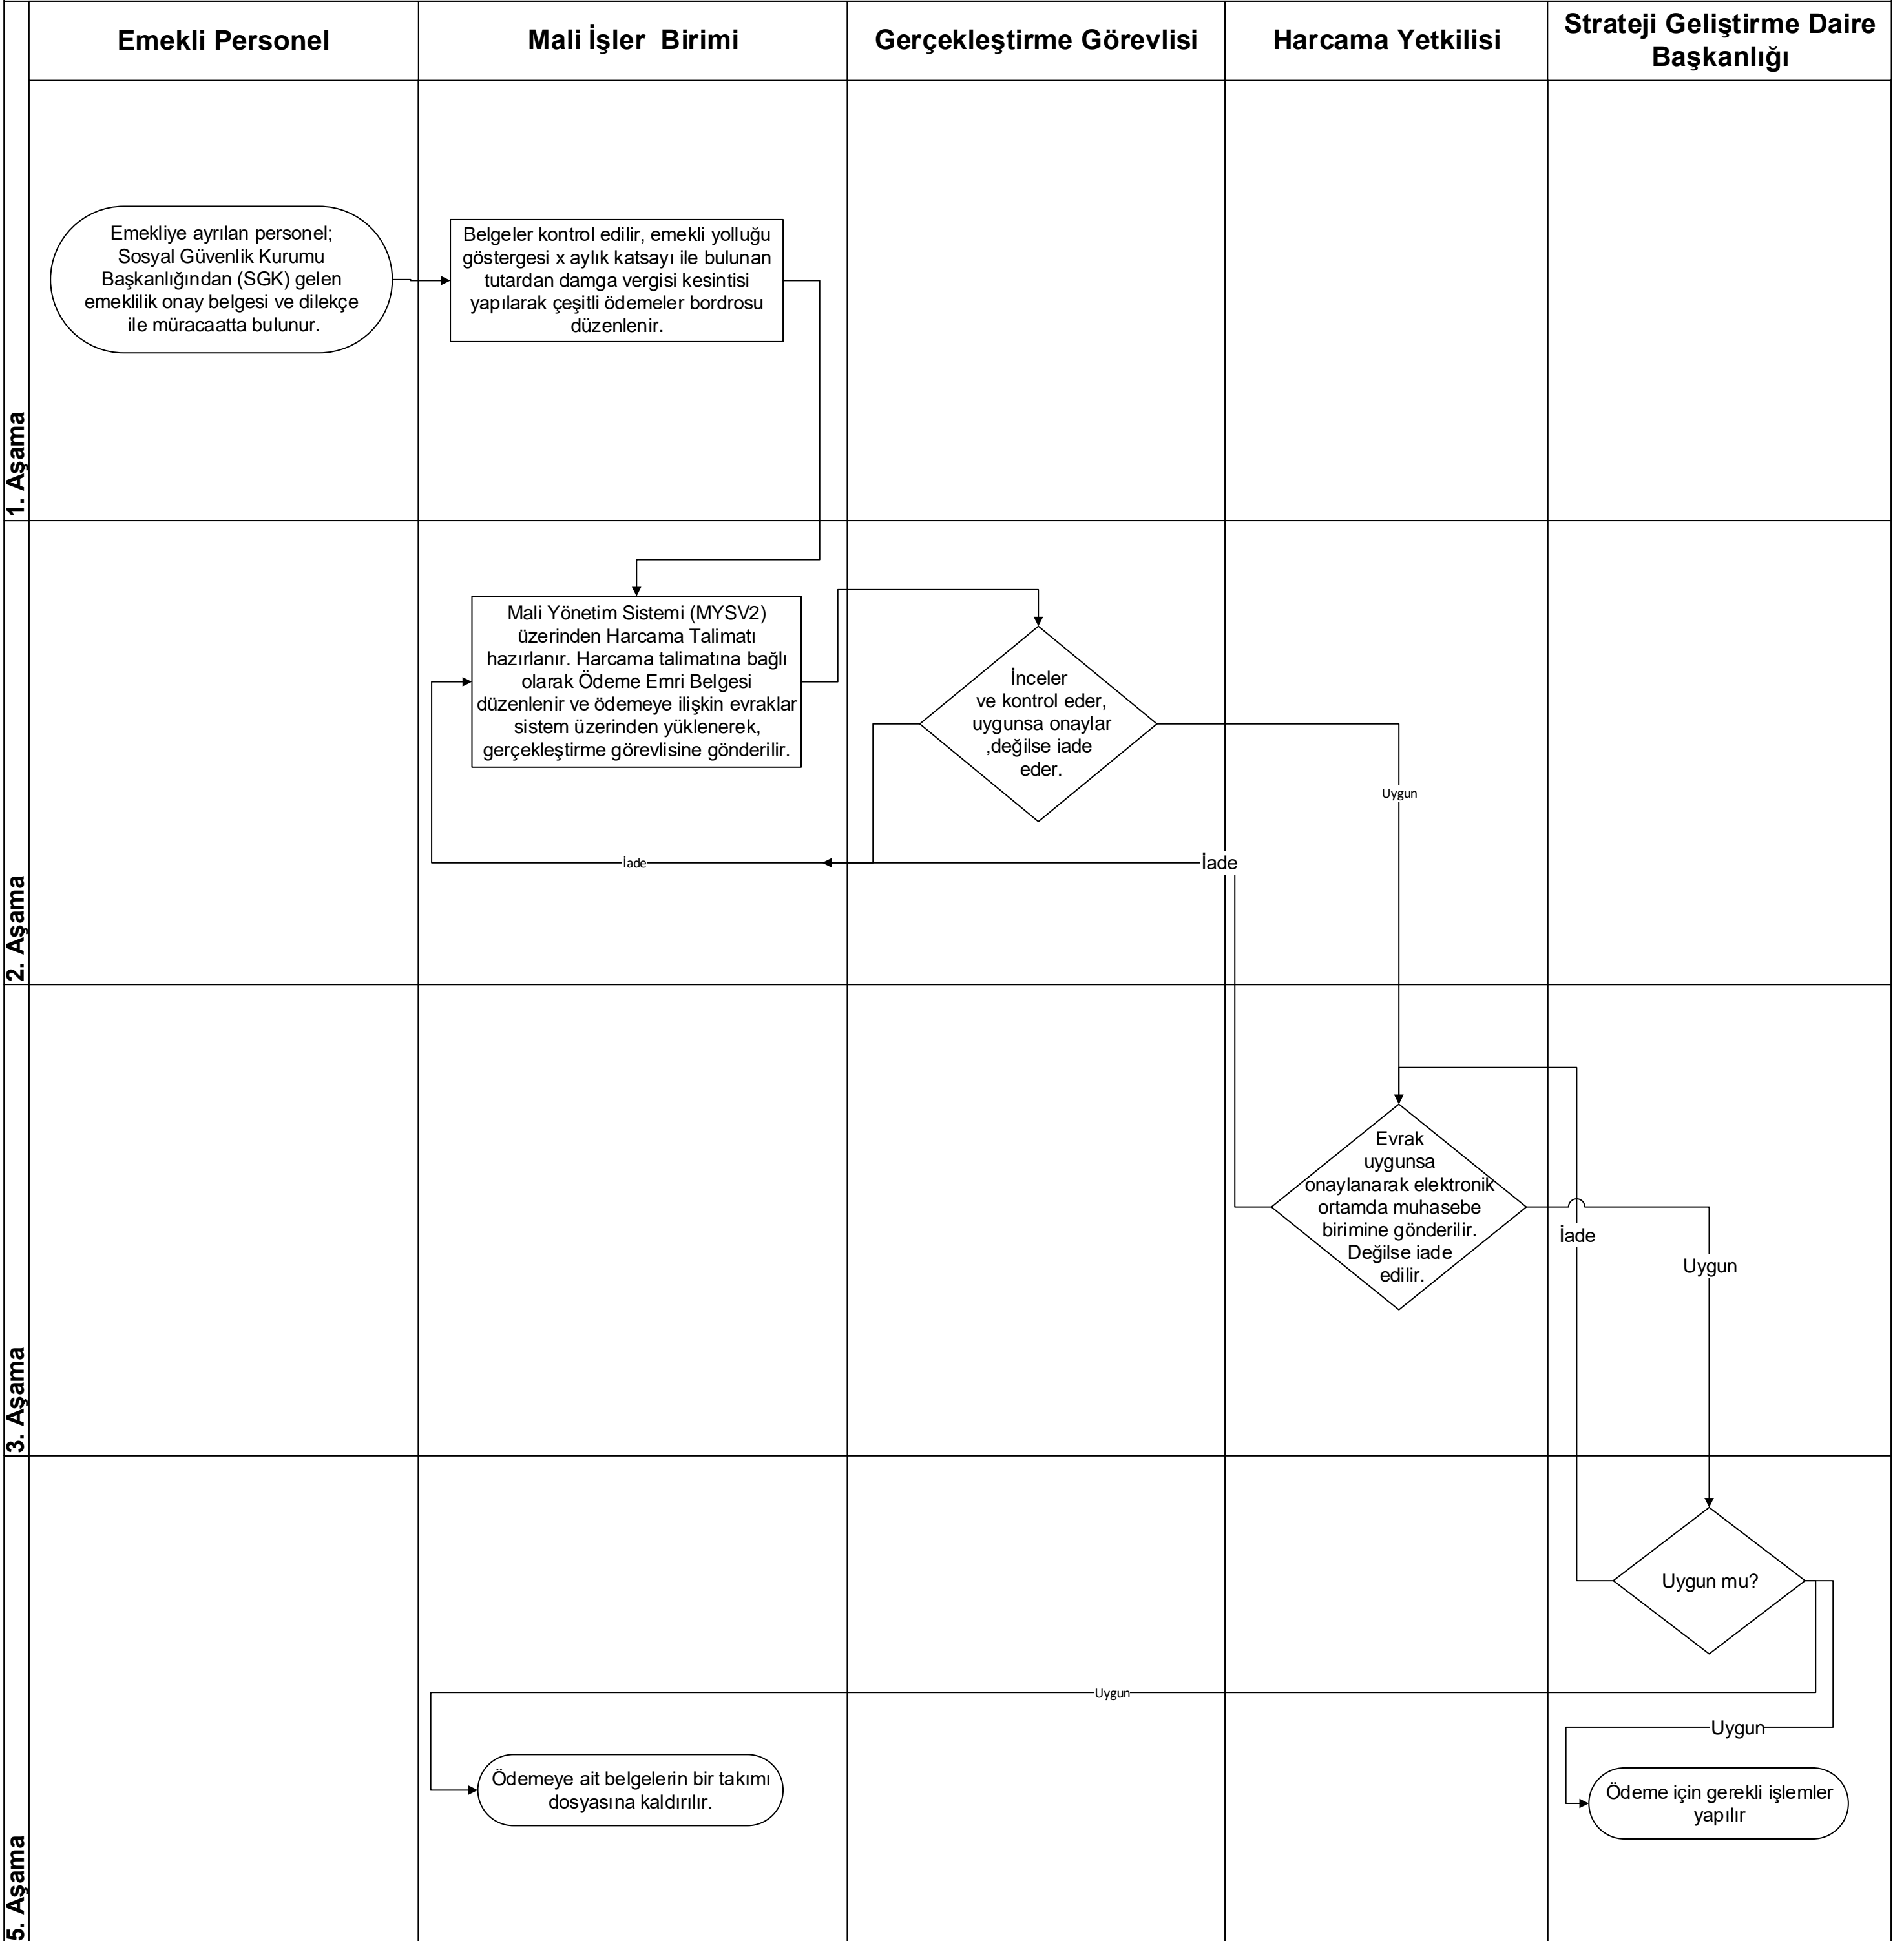 Emekli Personel
Mali İşler Birimi
Gerçekleştirme Görevlisi
Harcama Yetkilisi
Strateji Geliştirme Daire
Başkanlığı
1. Aşama
Emekliye ayrılan personel;
Sosyal Güvenlik Kurumu
Başkanlığından (SGK) gelen
emeklilik onay belgesi ve dilekçe
ile müracaatta bulunur.
Belgeler kontrol edilir, emekli yolluğu
göstergesi x aylık katsayı ile bulunan
tutardan damga vergisi kesintisi
yapılarak çeşitli ödemeler bordrosu
düzenlenir.
2. Aşama
Mali Yönetim Sistemi (MYSV2)
üzerinden Harcama Talimatı
hazırlanır. Harcama talimatına bağlı
olarak Ödeme Emri Belgesi
düzenlenir ve ödemeye ilişkin evraklar
sistem üzerinden yüklenerek,
gerçekleştirme görevlisine gönderilir.
İnceler
ve kontrol eder,
uygunsa onaylar
,değilse iade
eder.
Uygun
İade
İade
3. Aşama
Evrak
uygunsa
onaylanarak elektronik
ortamda muhasebe
birimine gönderilir.
Değilse iade
edilir.
İade
Uygun
5. Aşama
Uygun mu?
Uygun
Uygun
Ödemeye ait belgelerin bir takımı
dosyasına kaldırılır.
Ödeme için gerekli işlemler
yapılır